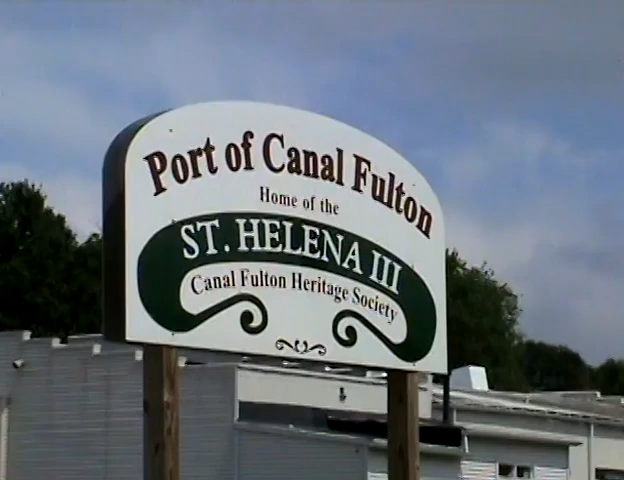 Port of Canal Fulton
Home of the
ST. HELENA III
Canal Fulton Heritage Society